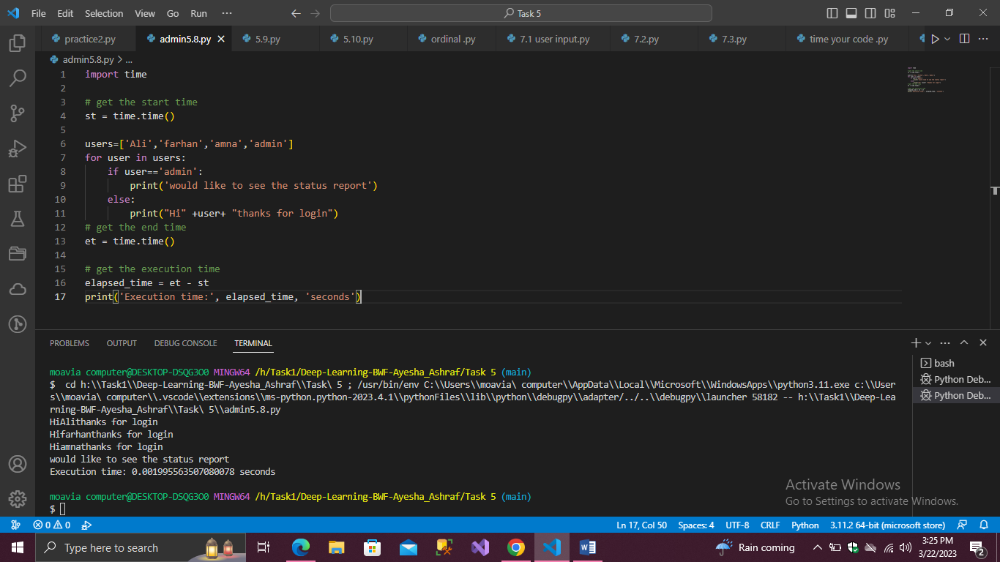 File Edit Selection View Go Run ··· Task 5
practice2.py admin5.8.py 5.9.py 5.10.py ordinal .py 7.1 user input.py 7.2.py 7.3.py time your code .py
admin5.8.py > ...
1 import time
2
3 # get the start time
4 st = time.time()
5
6 users=['Ali','farhan','amna','admin']
7 for user in users:
8     if user=='admin':
9         print('would like to see the status report')
10     else:
11         print("Hi" +user+ "thanks for login")
12 # get the end time
13 et = time.time()
14
15 # get the execution time
16 elapsed_time = et - st
17 print('Execution time:', elapsed_time, 'seconds')
PROBLEMS OUTPUT DEBUG CONSOLE TERMINAL
moavia computer@DESKTOP-DSQG3O0 MINGW64 /h/Task1/Deep-Learning-BWF-Ayesha_Ashraf/Task 5 (main)
$  cd h:\\Task1\\Deep-Learning-BWF-Ayesha_Ashraf\\Task\ 5 ; /usr/bin/env C:\\Users\\moavia\ computer\\AppData\\Local\\Microsoft\\WindowsApps\\python3.11.exe c:\\User
s\\moavia\ computer\\.vscode\\extensions\\ms-python.python-2023.4.1\\pythonFiles\\lib\\python\\debugpy\\adapter/../..\\debugpy\\launcher 58182 -- h:\\Task1\\Deep-Lea
rning-BWF-Ayesha_Ashraf\\Task\ 5\\admin5.8.py
HiAlithanks for login
Hifarhanthanks for login
Hiamnathanks for login
would like to see the status report
Execution time: 0.001995563507080078 seconds
moavia computer@DESKTOP-DSQG3O0 MINGW64 /h/Task1/Deep-Learning-BWF-Ayesha_Ashraf/Task 5 (main)
$
bash
Python Deb...
Python Deb...
Activate Windows
Go to Settings to activate Windows.
0 0 Ln 17, Col 50 Spaces: 4 UTF-8 CRLF Python 3.11.2 64-bit (microsoft store)
Type here to search Rain coming 3:25 PM
3/22/2023 2